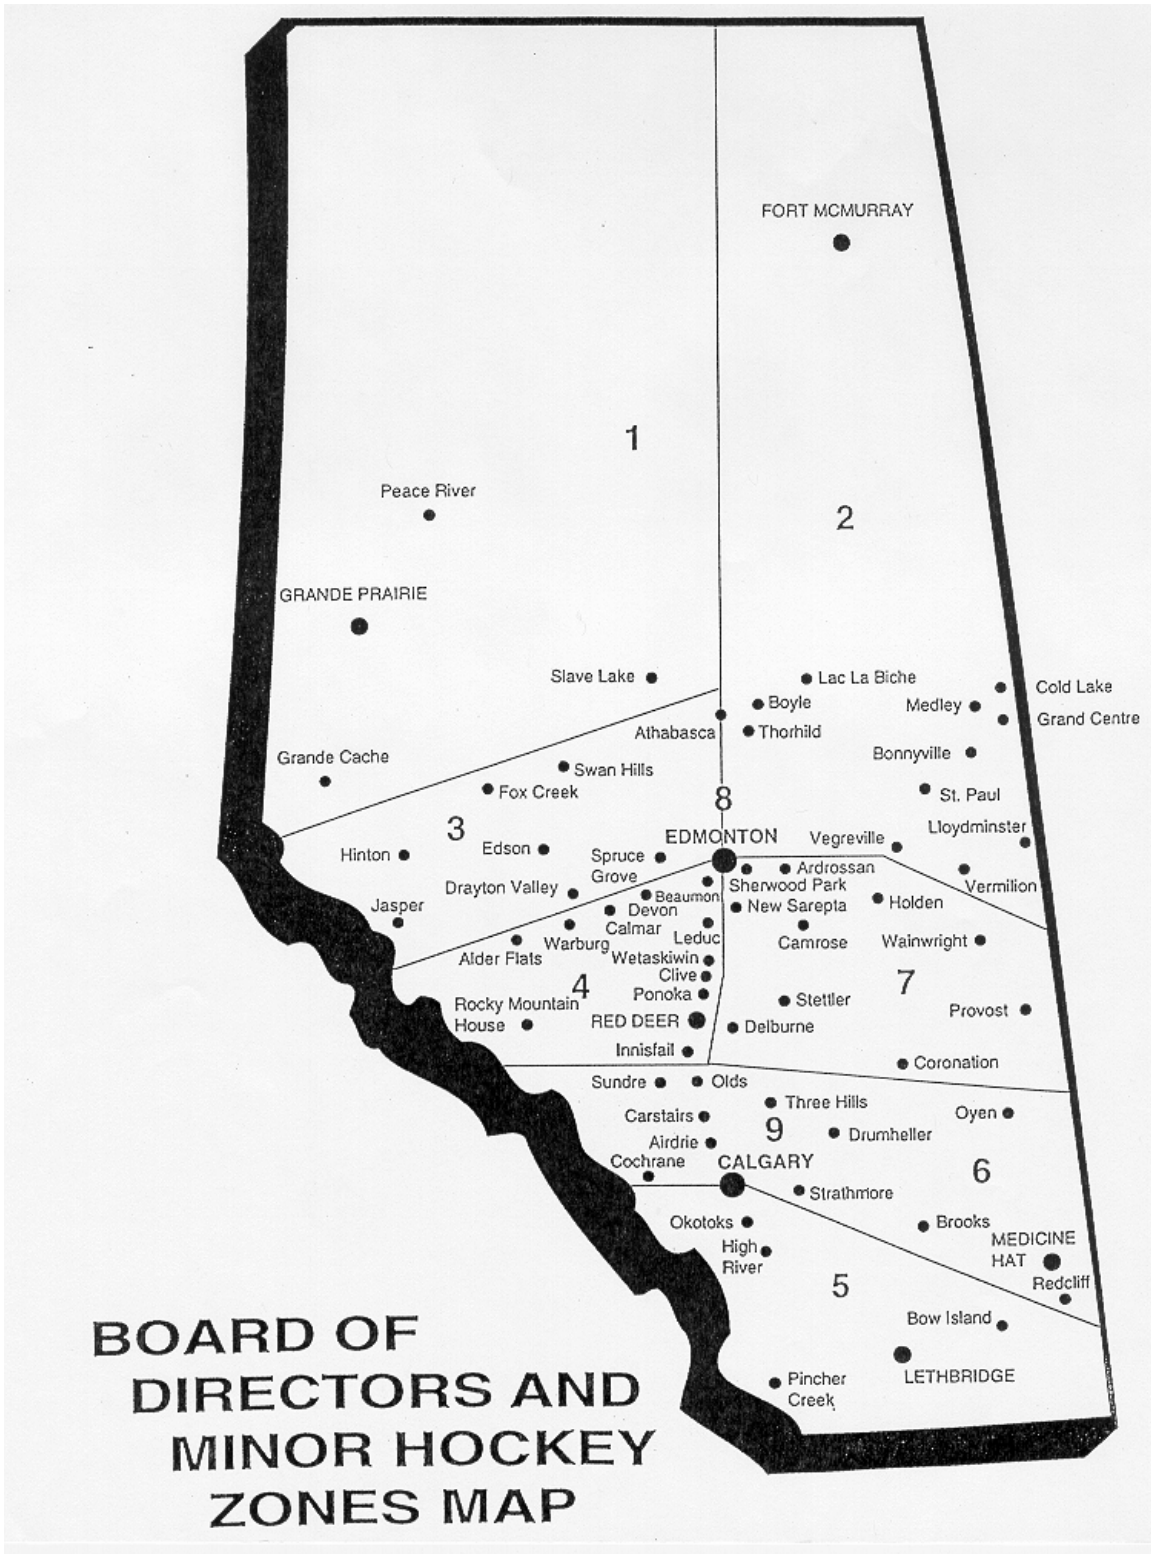 FORT MCMURRAY
1
Peace River
2
GRANDE PRAIRIE
Slave Lake
Lac La Biche
Cold Lake
Boyle
Medley
Grand Centre
Athabasca
Thorhild
Grande Cache
Bonnyville
Swan Hills
Fox Creek
St. Paul
8
3
Lloydminster
EDMONTON
Vegreville
Hinton
Edson
Spruce
Grove
Ardrossan
Sherwood Park
Vermilion
Drayton Valley
Beaumon
Jasper
Devon
New Sarepta
Holden
Calmar
Warburg
Leduc
Camrose
Wainwright
Alder Flats
Wetaskiwin
Clive
4
7
Ponoka
Rocky Mountain
House
Stettler
Provost
RED DEER
Delburne
Innisfail
Coronation
Sundre
Olds
Three Hills
Oyen
Carstairs
9
Drumheller
Airdrie
Cochrane
CALGARY
6
Strathmore
Okotoks
Brooks
High
River
MEDICINE
HAT
Redcliff
5
Bow Island
LETHBRIDGE
Pincher
Creek
BOARD OF
DIRECTORS AND
MINOR HOCKEY
ZONES MAP